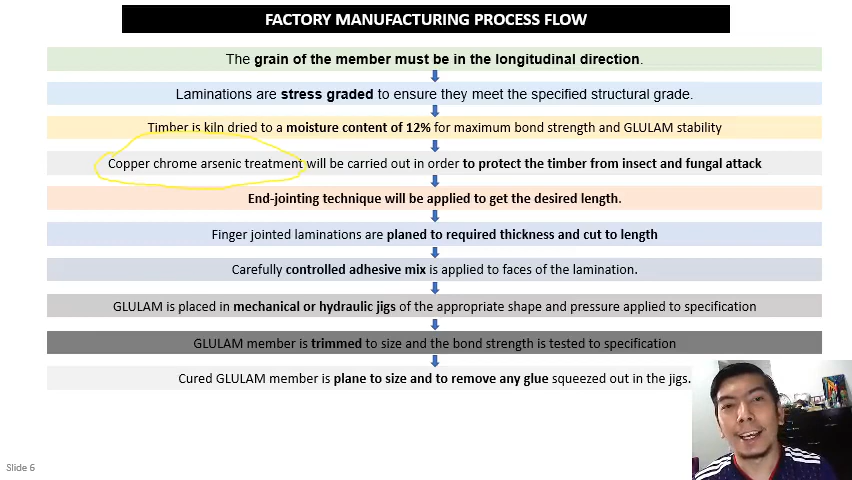 FACTORY MANUFACTURING PROCESS FLOW
The grain of the member must be in the longitudinal direction.
Laminations are stress graded to ensure they meet the specified structural grade.
Timber is kiln dried to a moisture content of 12% for maximum bond strength and GLULAM stability
Copper chrome arsenic treatment will be carried out in order to protect the timber from insect and fungal attack
End-jointing technique will be applied to get the desired length.
Finger jointed laminations are planed to required thickness and cut to length
Carefully controlled adhesive mix is applied to faces of the lamination.
GLULAM is placed in mechanical or hydraulic jigs of the appropriate shape and pressure applied to specification
GLULAM member is trimmed to size and the bond strength is tested to specification
Cured GLULAM member is plane to size and to remove any glue squeezed out in the jigs.
Slide 6